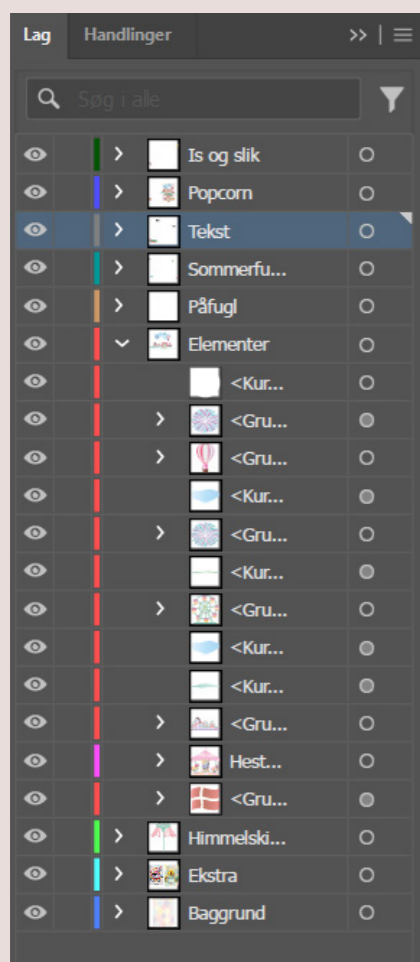 Lag Handlinger
Søg i alle
Is og slik
Popcorn
Tekst
Sommerfu...
Påfugl
Elementer
<Kur...
<Gru...
<Gru...
<Kur...
<Gru...
<Kur...
<Gru...
<Kur...
<Kur...
<Gru...
Hest...
<Gru...
Himmelski...
Ekstra
Baggrund